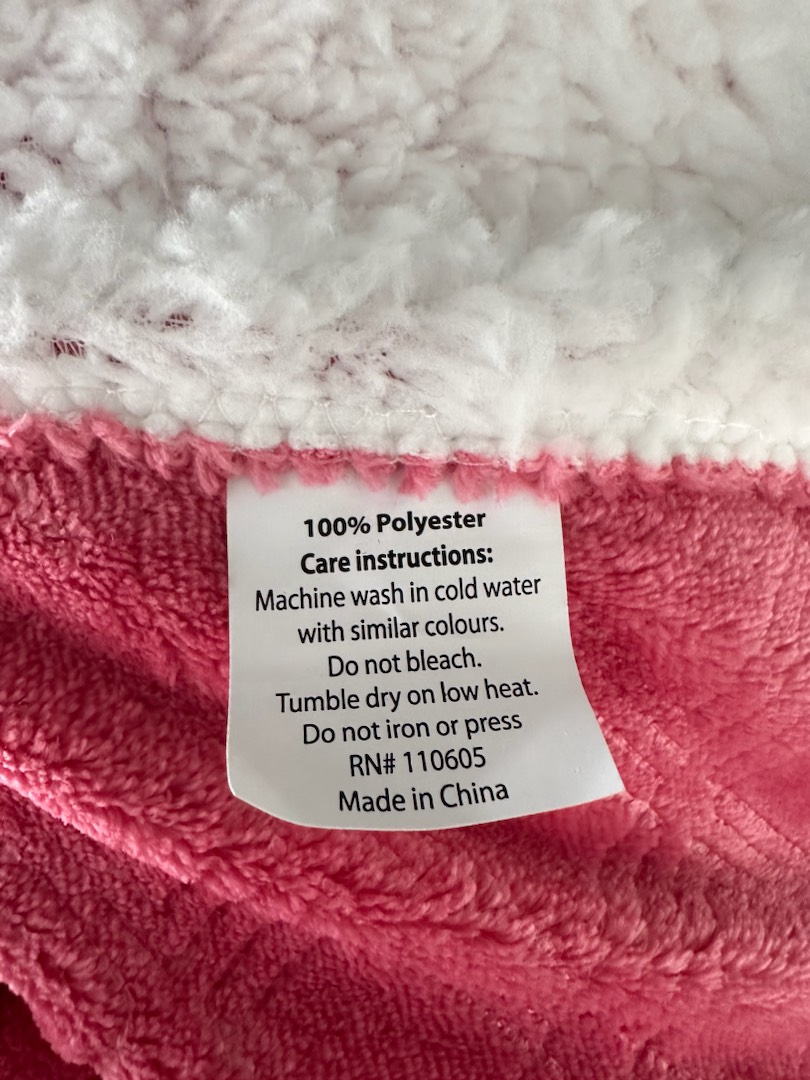 100% Polyester
Care instructions:
Machine wash in cold water
with similar colours.
Do not bleach.
Tumble dry on low heat.
Do not iron or press
RN# 110605
Made in China